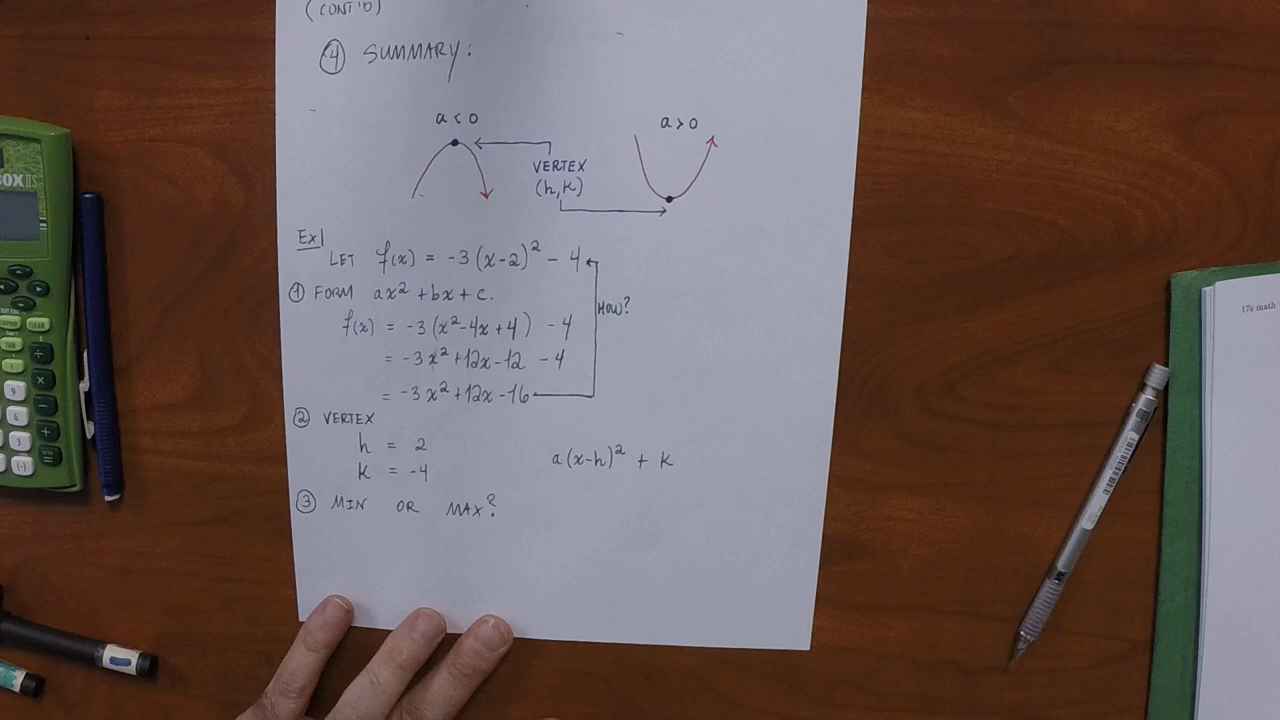 (CONT'D)
④ SUMMARY:
a < 0
a > 0
VERTEX
(h,k)
Ex1
LET f(x) = -3(x-2)² - 4
HOW?
① FORM ax² + bx + c.
f(x) = -3(x²-4x+4) - 4
= -3x²+12x-12 -4
= -3x²+12x-16
② VERTEX
h = 2
k = -4
a(x-h)² + k
③ MIN OR MAX?
17s math